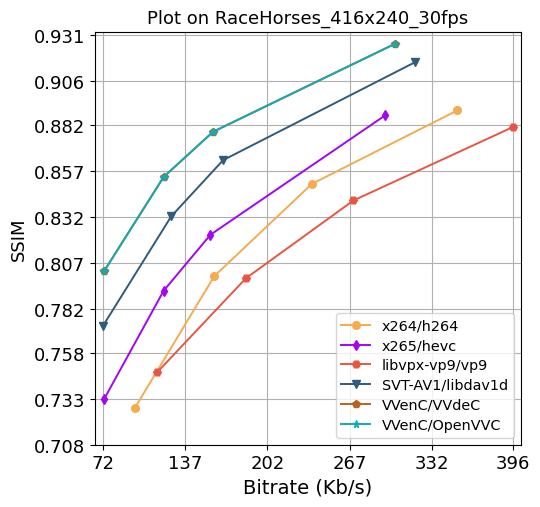 Plot on RaceHorses_416x240_30fps
0.931
0.906
0.882
0.857
0.832
0.807
0.782
0.758
0.733
0.708
SSIM
x264/h264
x265/hevc
libvpx-vp9/vp9
SVT-AV1/libdav1d
VVenC/VVdeC
VVenC/OpenVVC
72 137 202 267 332 396
Bitrate (Kb/s)